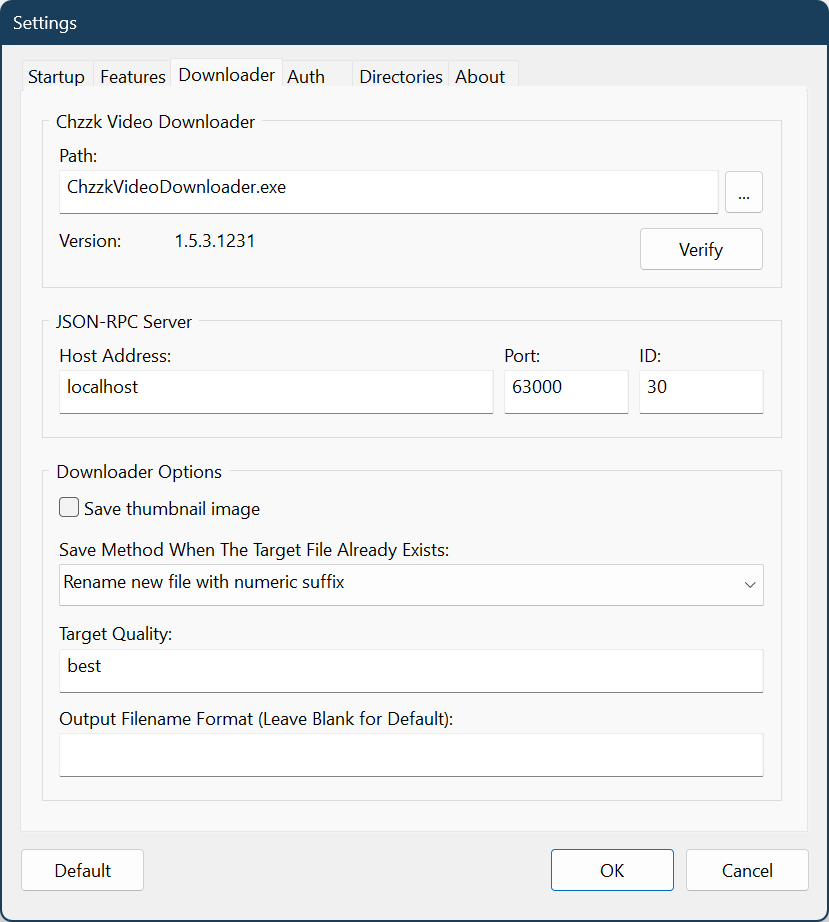 Settings
Startup Features Downloader Auth Directories About
Chzzk Video Downloader
Path:
ChzzkVideoDownloader.exe ...
Version: 1.5.3.1231
Verify
JSON-RPC Server
Host Address: Port: ID:
localhost 63000 30
Downloader Options
Save thumbnail image
Save Method When The Target File Already Exists:
Rename new file with numeric suffix
Target Quality:
best
Output Filename Format (Leave Blank for Default):
Default OK Cancel